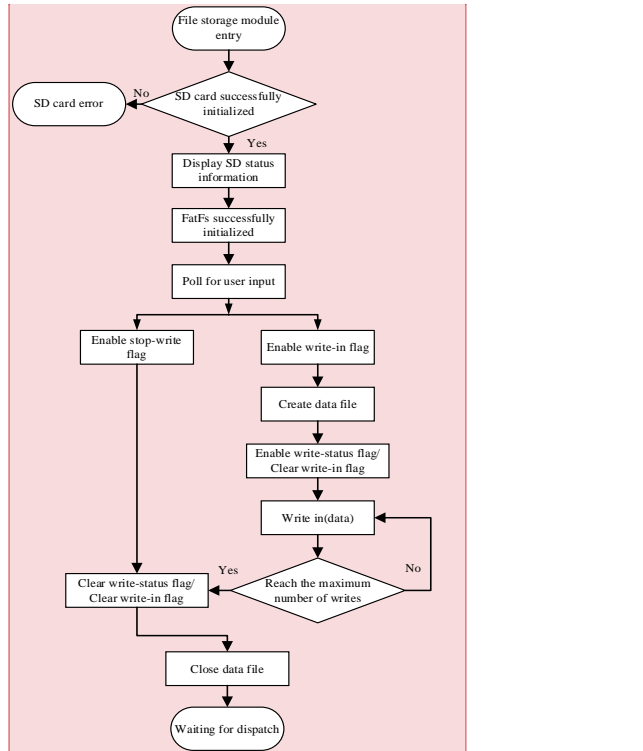 File storage module
entry
No
SD card error
SD card successfully
initialized
Yes
Display SD status
information
FatFs successfully
initialized
Poll for user input
Enable stop-write
flag
Enable write-in flag
Create data file
Enable write-status flag/
Clear write-in flag
Write in(data)
Yes
No
Reach the maximum
number of writes
Clear write-status flag/
Clear write-in flag
Close data file
Waiting for dispatch